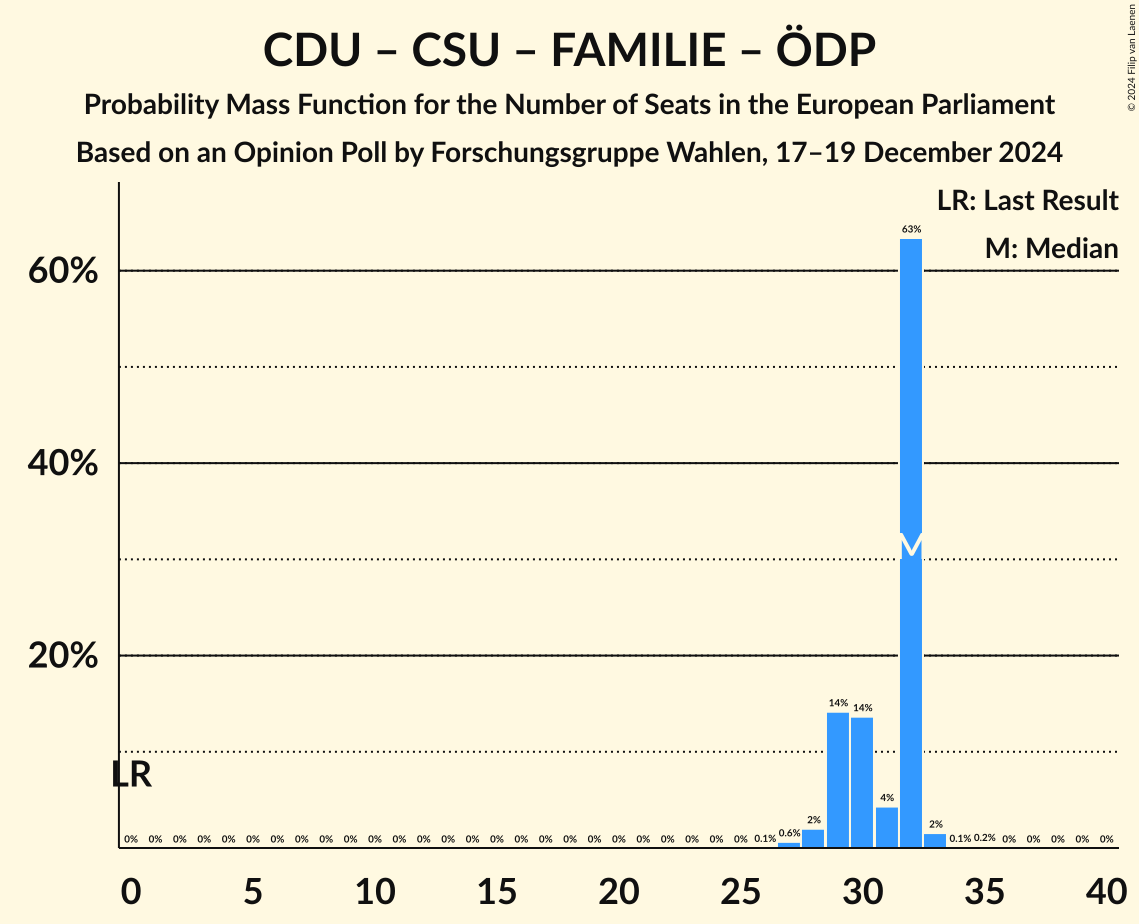 CDU – CSU – FAMILIE – ÖDP
Probability Mass Function for the Number of Seats in the European Parliament
Based on an Opinion Poll by Forschungsgruppe Wahlen, 17–19 December 2024
© 2024 Filip van Laenen
LR: Last Result
M: Median
63%
60%
40%
M
20%
14% 14%
LR
4%
2% 2%
0% 0% 0% 0% 0% 0% 0% 0% 0% 0% 0% 0% 0% 0% 0% 0% 0% 0% 0% 0% 0% 0% 0% 0% 0% 0% 0.1% 0.6% 0.1% 0.2% 0% 0% 0% 0% 0%
0 5 10 15 20 25 30 35 40